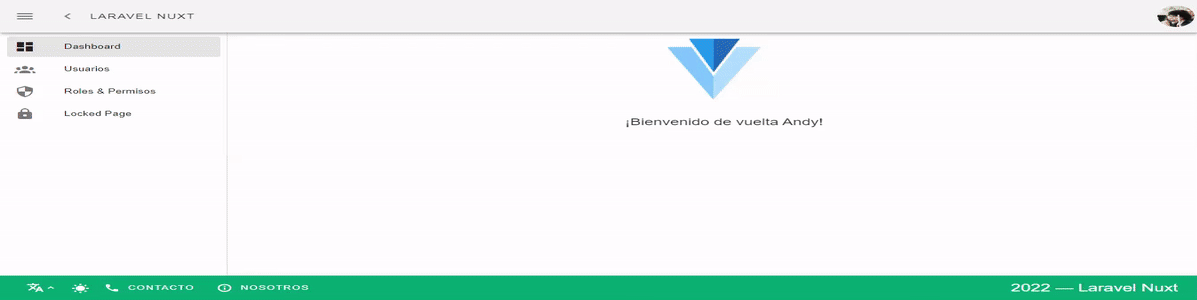 < LARAVEL NUXT
Dashboard
Usuarios
Roles & Permisos
Locked Page
¡Bienvenido de vuelta Andy!
CONTACTO NOSOTROS 2022 — Laravel Nuxt